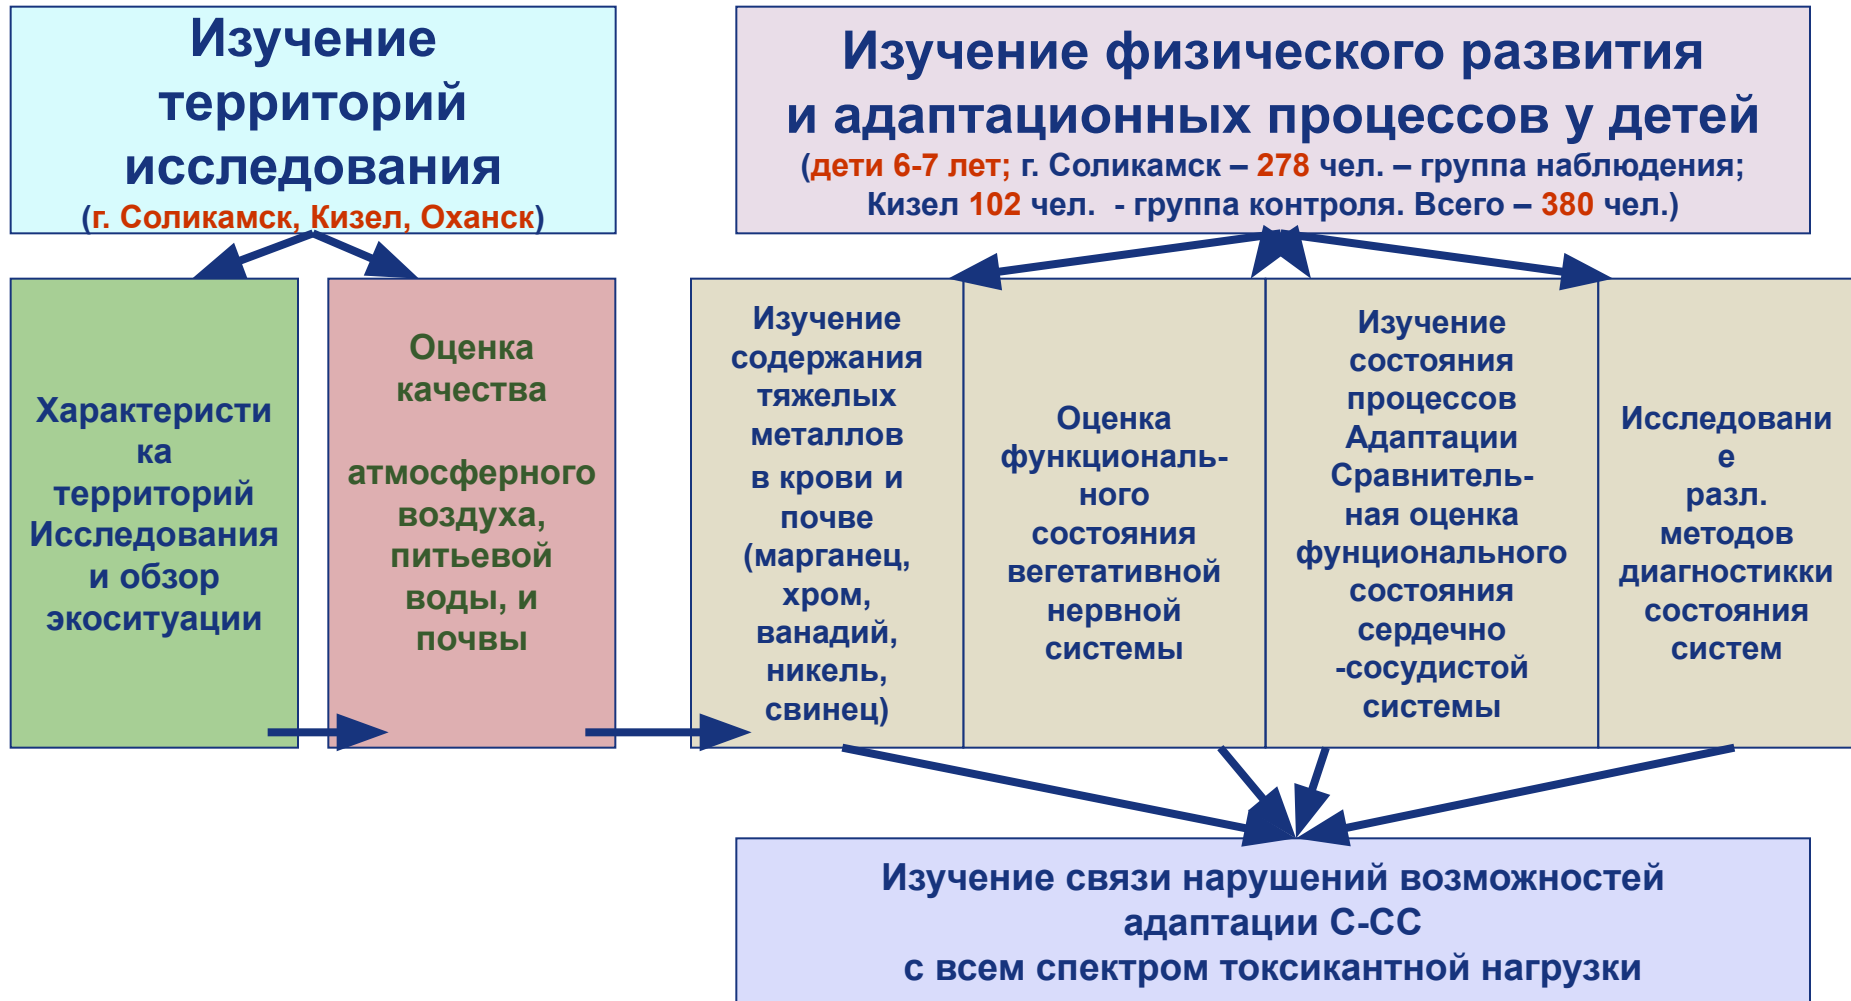 Изучение
территорий
исследования
(г. Соликамск, Кизел, Оханск)
Изучение физического развития
и адаптационных процессов у детей
(дети 6-7 лет; г. Соликамск – 278 чел. – группа наблюдения;
Кизел 102 чел.  - группа контроля. Всего – 380 чел.)
Характеристи
ка
территорий
Исследования
и обзор
экоситуации
Оценка
качества
атмосферного
воздуха,
питьевой
воды, и
почвы
Изучение
содержания
тяжелых
металлов
в крови и
почве
(марганец,
хром,
ванадий,
никель,
свинец)
Оценка
функциональ-
ного
состояния
вегетативной
нервной
системы
Изучение
состояния
процессов
Адаптации
Сравнитель-
ная оценка
фунционального
состояния
сердечно
-сосудистой
системы
Исследовани
е
разл.
методов
диагностикки
состояния
систем
Изучение связи нарушений возможностей
адаптации С-СС
с всем спектром токсикантной нагрузки